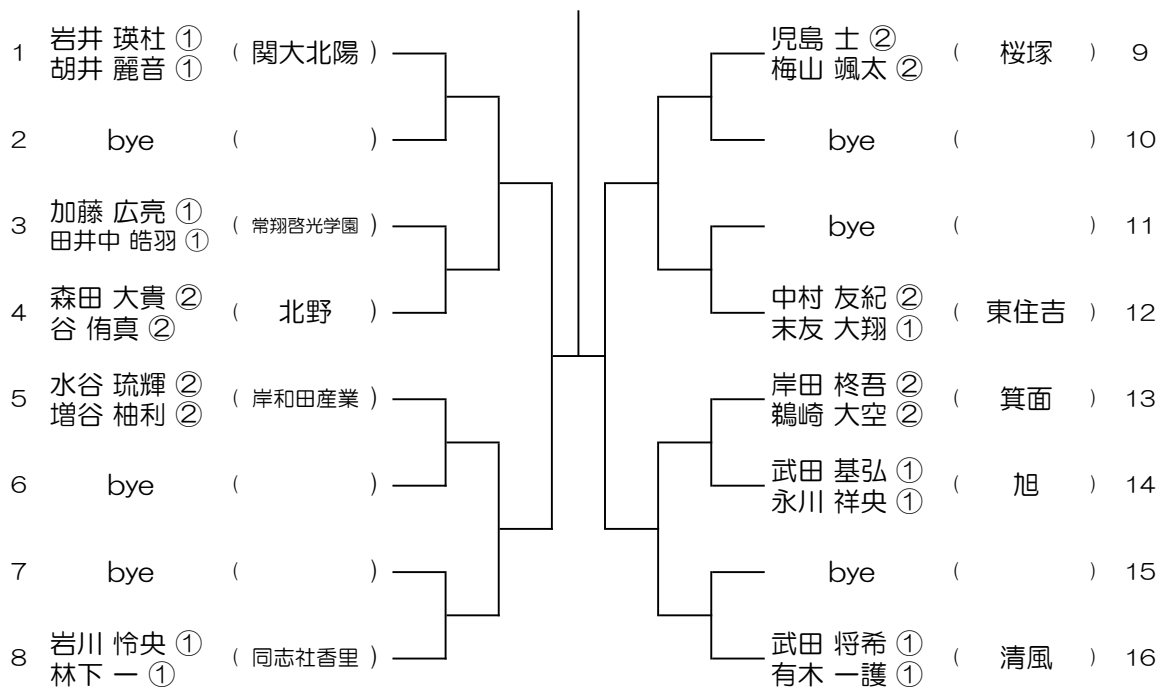 1 岩井 瑛杜 ① ( 関大北陽 )
胡井 麗音 ①
2 bye ( )
3 加藤 広亮 ① ( 常翔啓光学園 )
田井中 皓羽 ①
4 森田 大貴 ② ( 北野 )
谷 侑真 ②
5 水谷 琉輝 ② ( 岸和田産業 )
増谷 柚利 ②
6 bye ( )
7 bye ( )
8 岩川 怜央 ① ( 同志社香里 )
林下 一 ①
児島 士 ② ( 桜塚 ) 9
梅山 颯太 ②
bye ( ) 10
bye ( ) 11
中村 友紀 ② ( 東住吉 ) 12
末友 大翔 ①
岸田 柊吾 ② ( 箕面 ) 13
鵜崎 大空 ②
武田 基弘 ① ( 旭 ) 14
永川 祥央 ①
bye ( ) 15
武田 将希 ① ( 清風 ) 16
有木 一護 ①